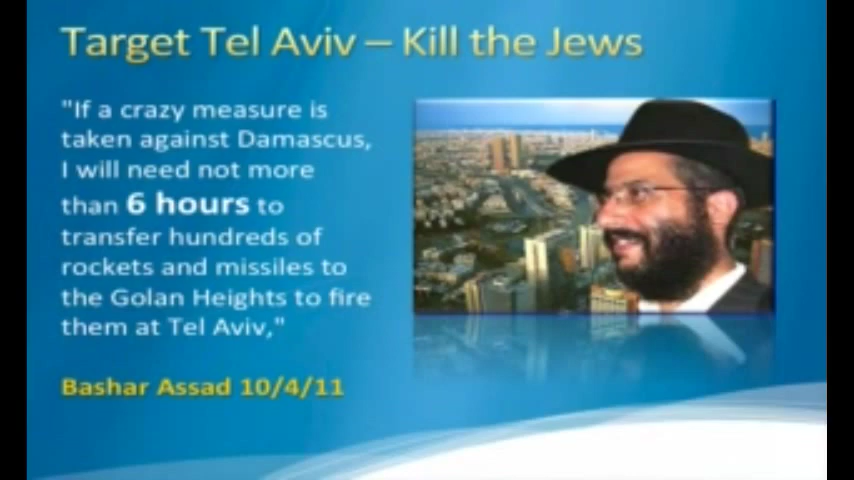 Target Tel Aviv – Kill the Jews
"If a crazy measure is
taken against Damascus,
I will need not more
than 6 hours to
transfer hundreds of
rockets and missiles to
the Golan Heights to fire
them at Tel Aviv,"
Bashar Assad 10/4/11